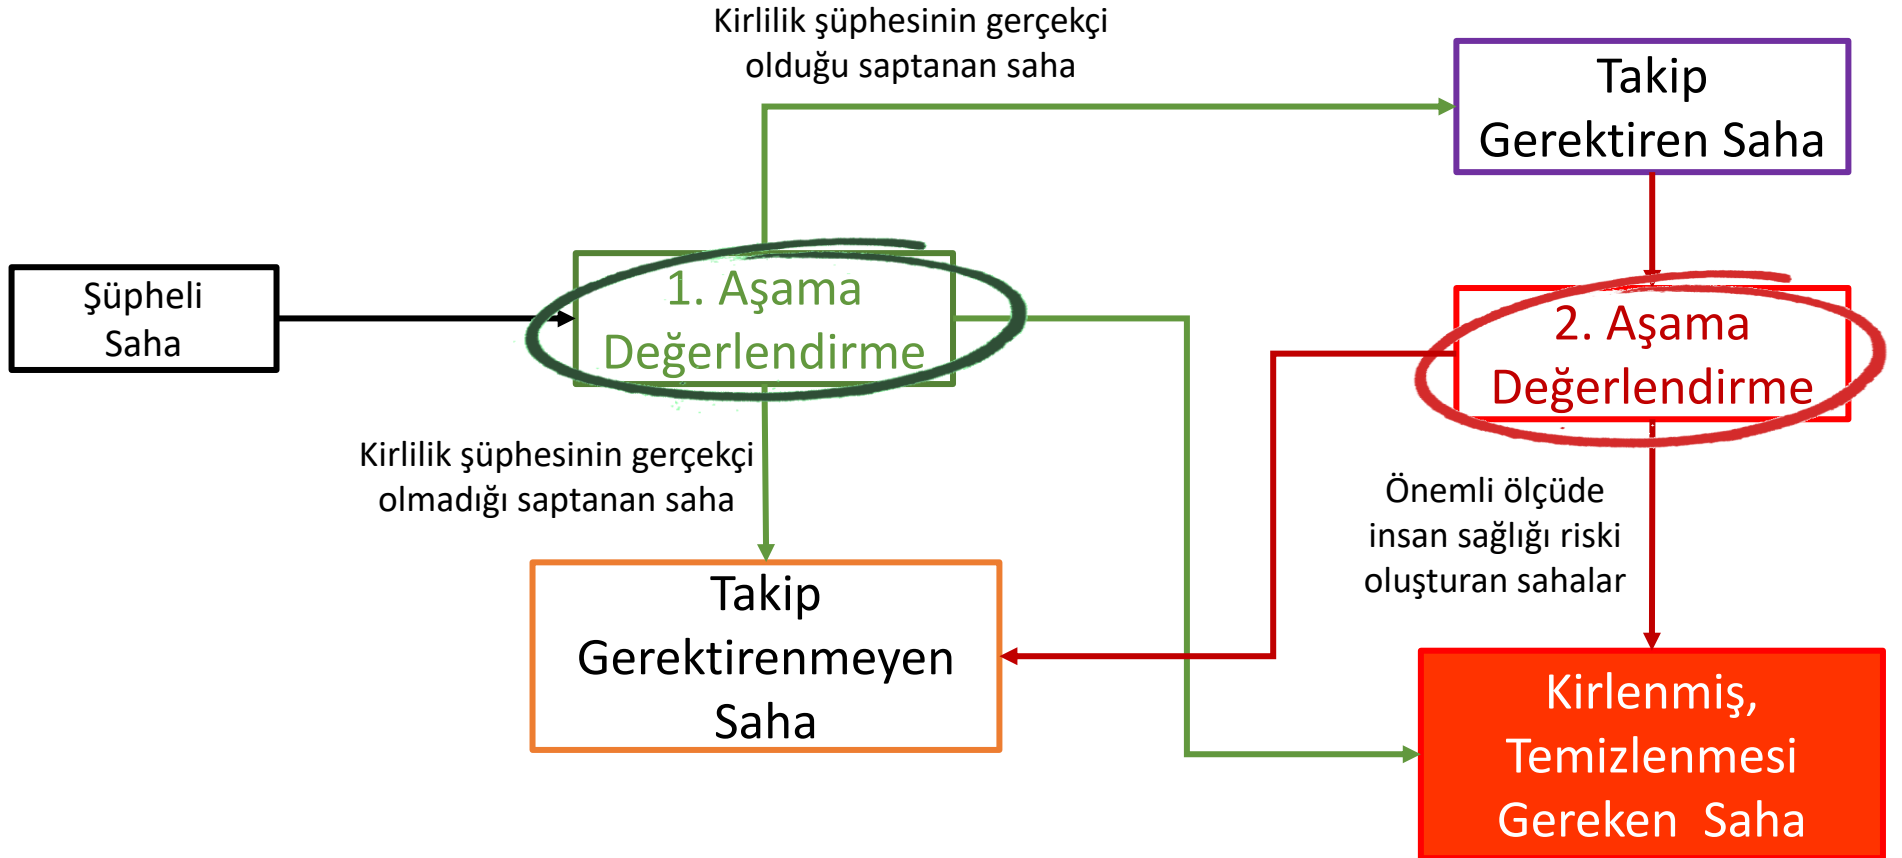 Kirlilik şüphesinin gerçekçi
olduğu saptanan saha
Takip
Gerektiren Saha
Şüpheli
Saha
1. Aşama
Değerlendirme
2. Aşama
Değerlendirme
Kirlilik şüphesinin gerçekçi
olmadığı saptanan saha
Önemli ölçüde
insan sağlığı riski
oluşturan sahalar
Takip
Gerektirenmeyen
Saha
Kirlenmiş,
Temizlenmesi
Gereken  Saha